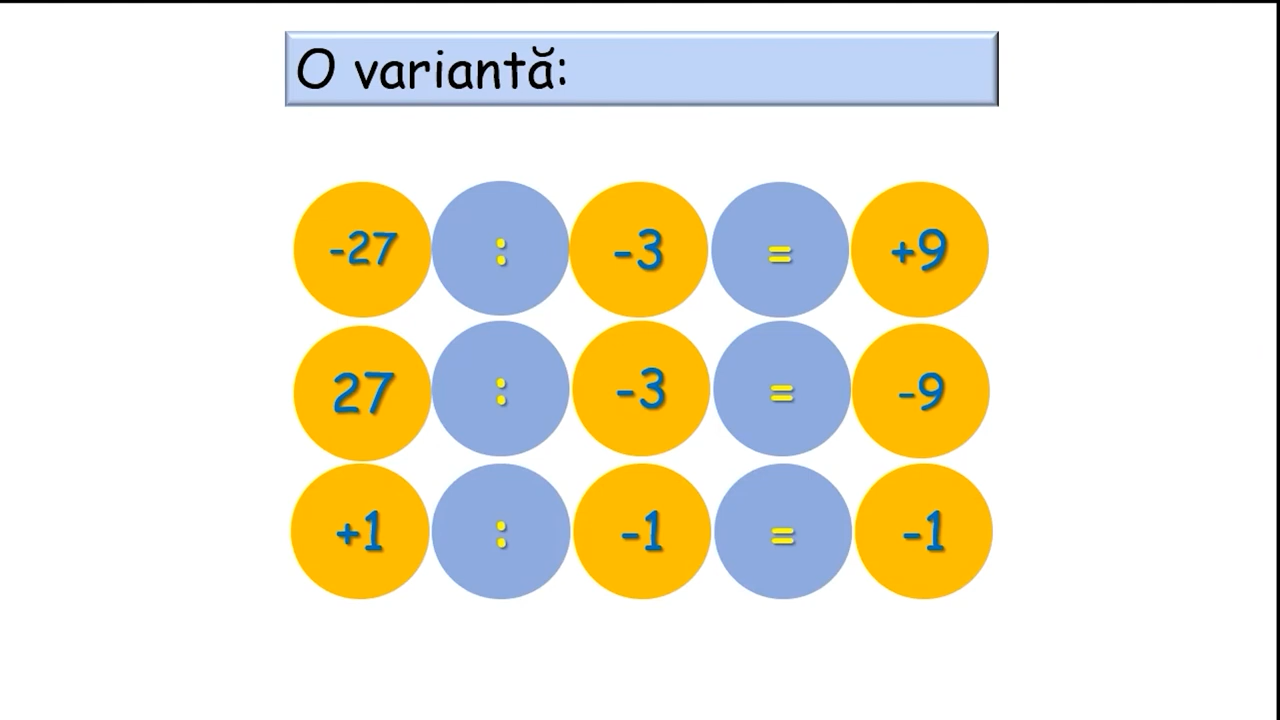 O variantă:
-27 : -3 = +9
27 : -3 = -9
+1 : -1 = -1